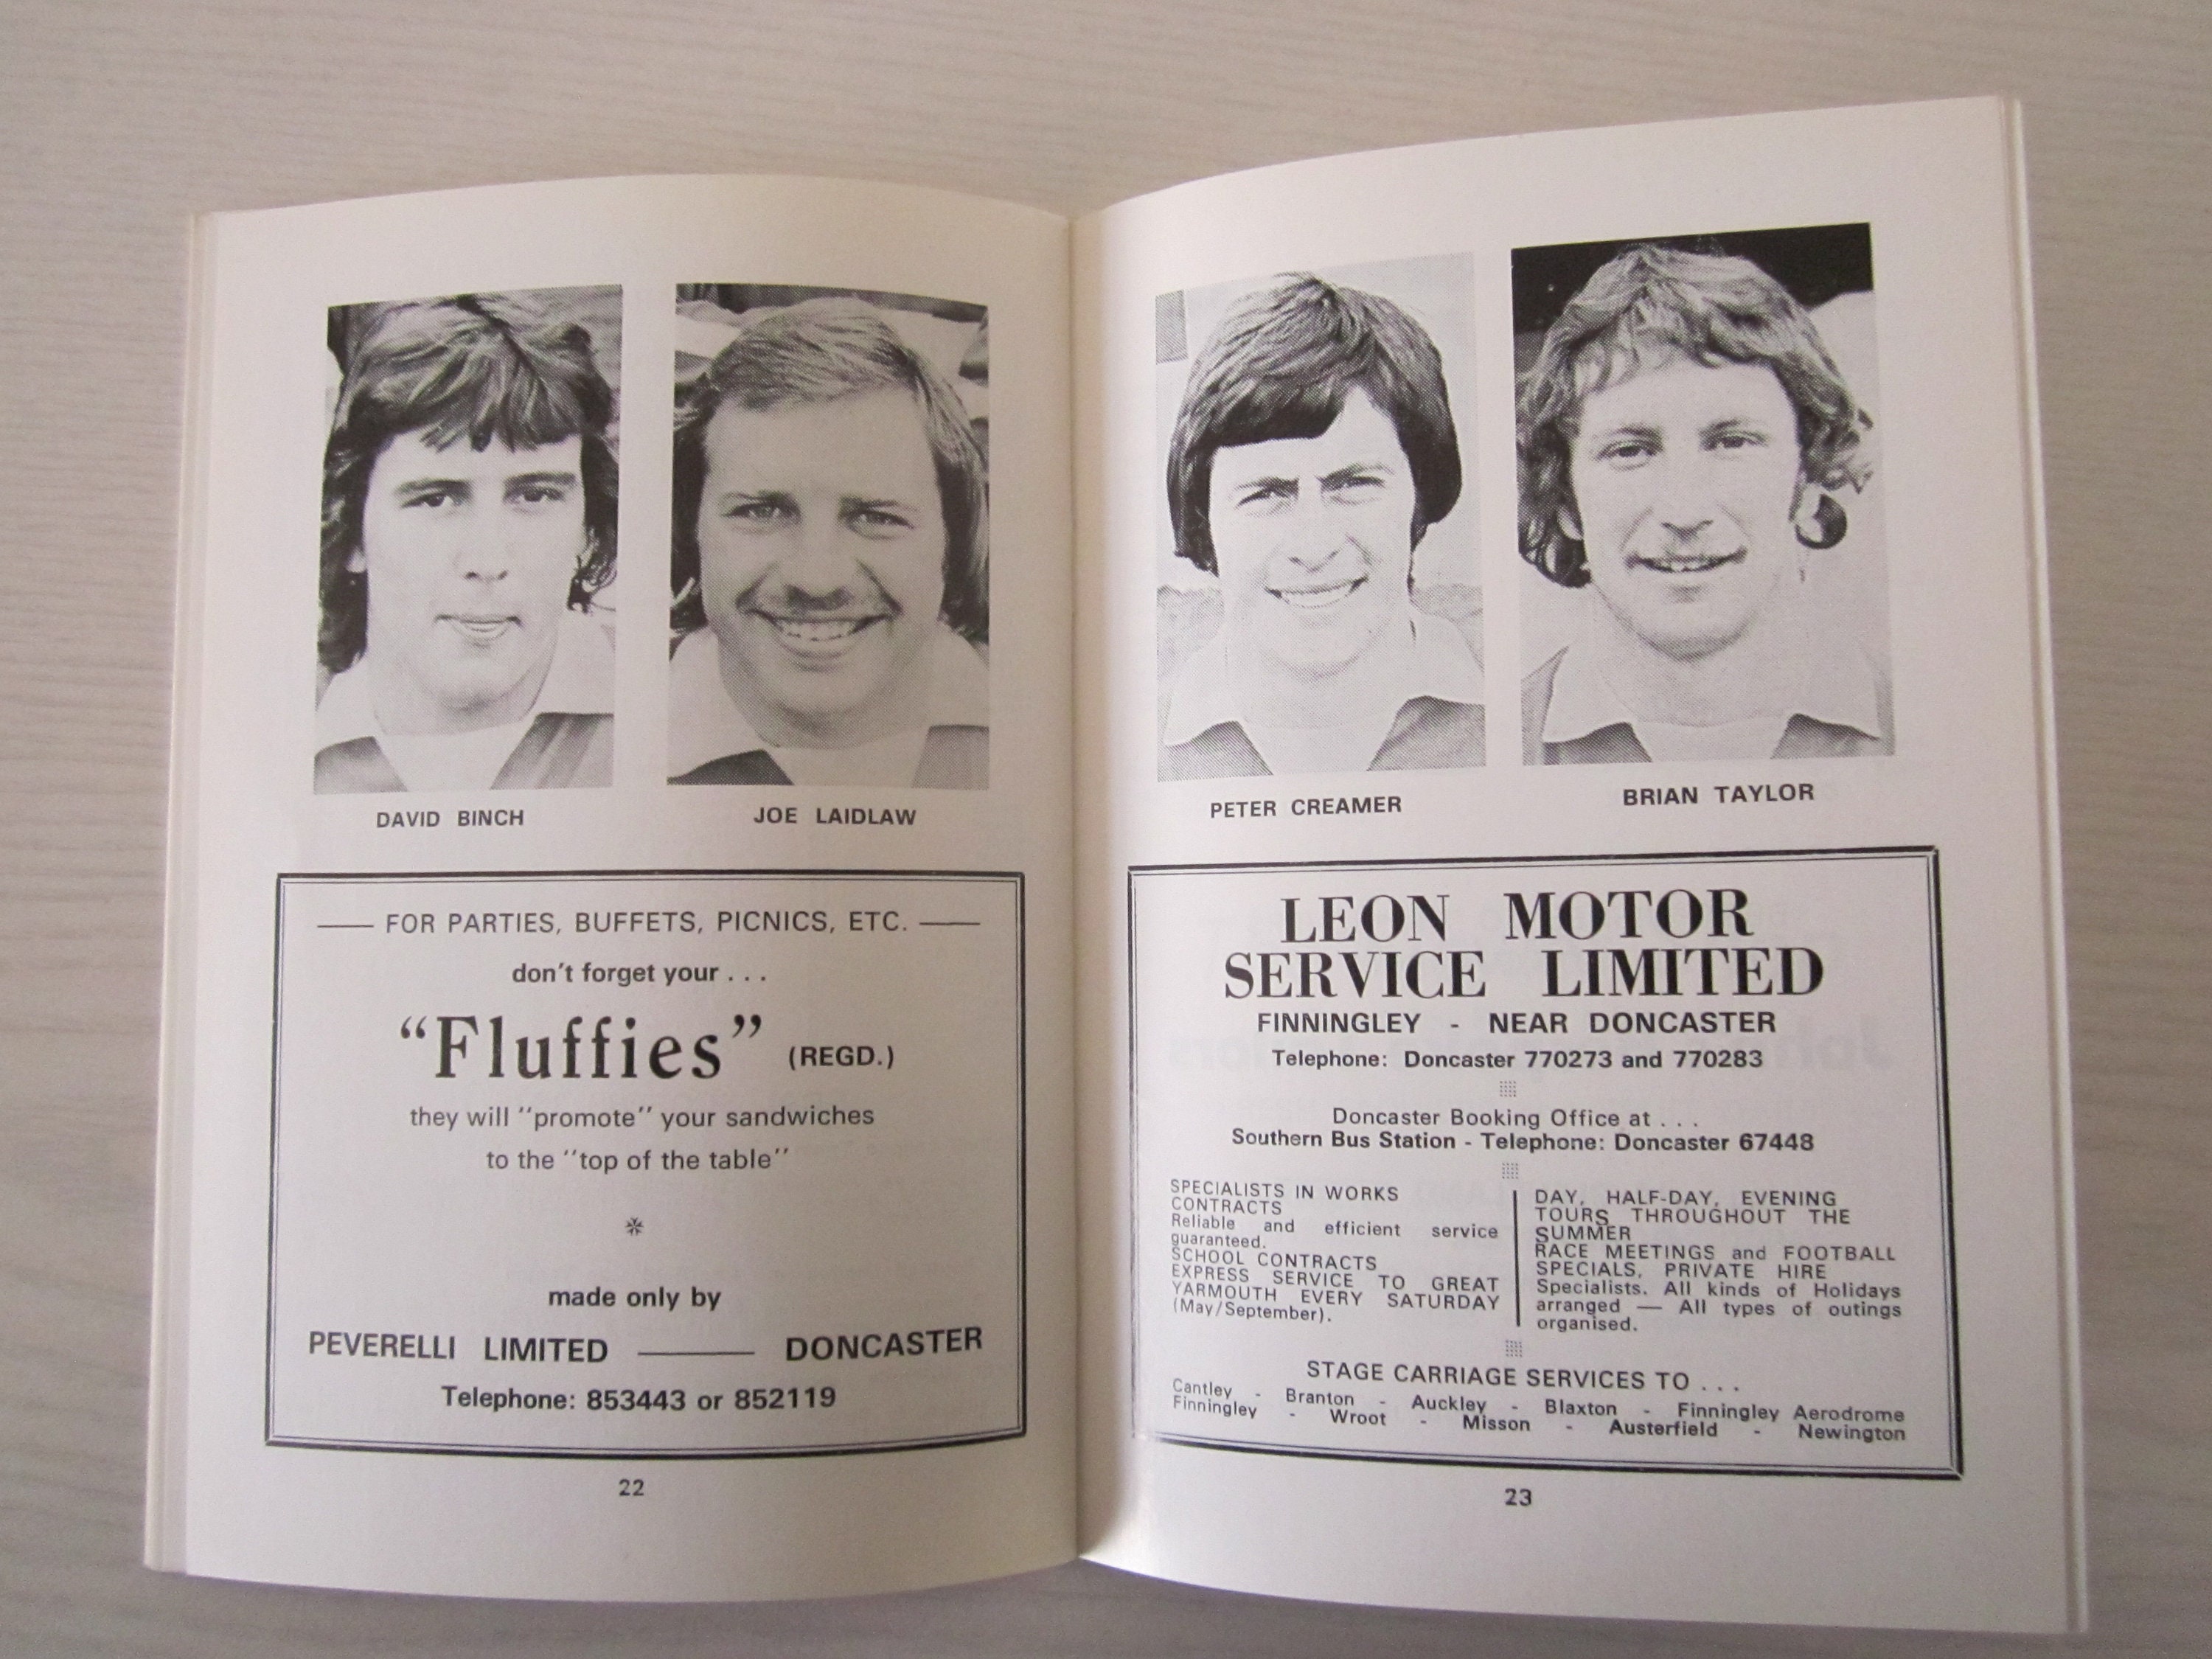 DAVID BINCH
JOE LAIDLAW
FOR PARTIES, BUFFETS, PICNICS, ETC.
don't forget your . . .
“Fluffies” (REGD.)
they will ''promote'' your sandwiches
to the ''top of the table''
made only by
PEVERELLI LIMITED —— DONCASTER
Telephone: 853443 or 852119
22
PETER CREAMER
BRIAN TAYLOR
LEON MOTOR
SERVICE LIMITED
FINNINGLEY - NEAR DONCASTER
Telephone: Doncaster 770273 and 770283
Doncaster Booking Office at . . .
Southern Bus Station - Telephone: Doncaster 67448
SPECIALISTS IN WORKS
CONTRACTS
Reliable and efficient service
guaranteed.
SCHOOL CONTRACTS
EXPRESS SERVICE TO GREAT
YARMOUTH EVERY SATURDAY
(May/September).
DAY, HALF-DAY, EVENING
TOURS THROUGHOUT THE
SUMMER
RACE MEETINGS and FOOTBALL
SPECIALS, PRIVATE HIRE
Specialists. All kinds of Holidays
arranged — All types of outings
organised.
STAGE CARRIAGE SERVICES TO . . .
Cantley - Branton - Auckley - Blaxton - Finningley Aerodrome
Finningley - Wroot - Misson - Austerfield - Newington
23